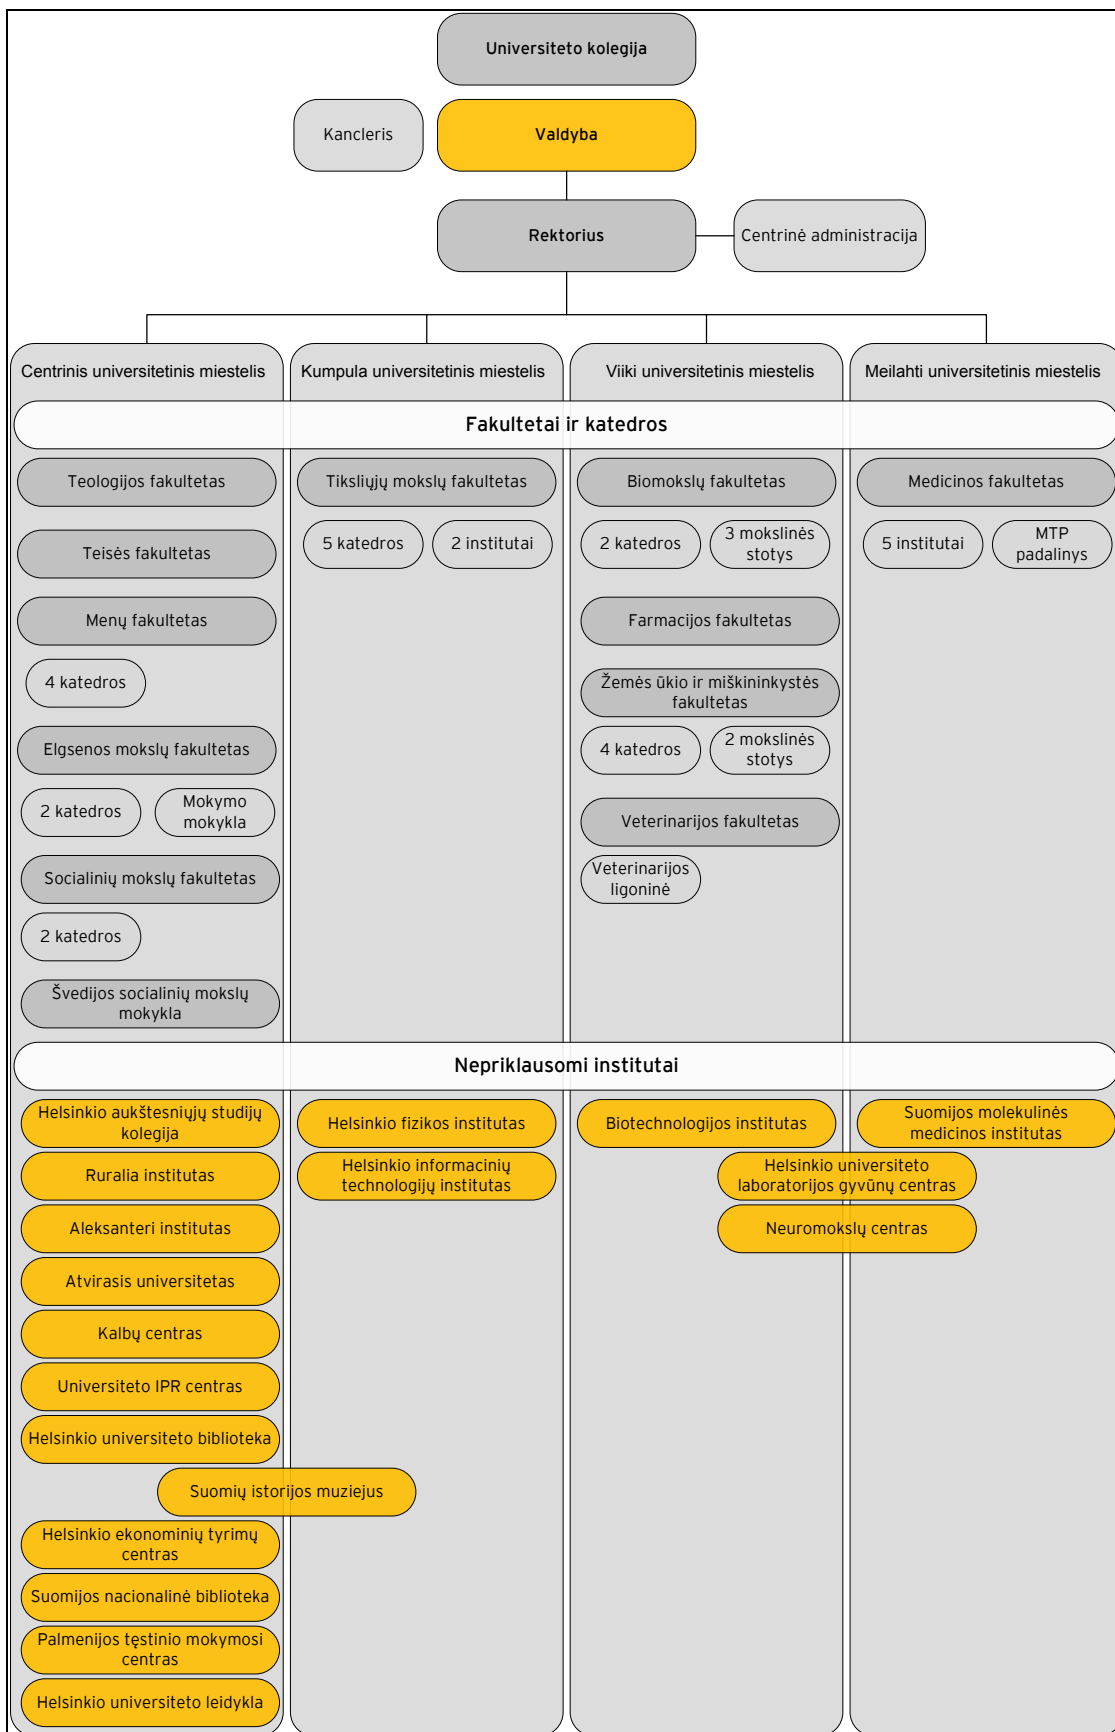 Universiteto kolegija
Kancleris
Valdyba
Rektorius
Centrinė administracija
Centrinis universitetinis miestelis
Kumpula universitetinis miestelis
Viiki universitetinis miestelis
Meilahti universitetinis miestelis
Fakultetai ir katedros
Teologijos fakultetas
Teisės fakultetas
Menų fakultetas
4 katedros
Elgsenos mokslų fakultetas
2 katedros
Mokymo
mokykla
Socialinių mokslų fakultetas
2 katedros
Švedijos socialinių mokslų
mokykla
Tiksliųjų mokslų fakultetas
5 katedros
2 institutai
Biomokslų fakultetas
2 katedros
3 mokslinės
stotys
Farmacijos fakultetas
Žemės ūkio ir miškininkystės
fakultetas
4 katedros
2 mokslinės
stotys
Veterinarijos fakultetas
Veterinarijos
ligoninė
Medicinos fakultetas
5 institutai
MTP
padalinys
Nepriklausomi institutai
Helsinkio aukštesniųjų studijų
kolegija
Ruralia institutas
Aleksanteri institutas
Atvirasis universitetas
Kalbų centras
Universiteto IPR centras
Helsinkio universiteto biblioteka
Suomių istorijos muziejus
Helsinkio ekonominių tyrimų
centras
Suomijos nacionalinė biblioteka
Palmenijos tęstinio mokymosi
centras
Helsinkio universiteto leidykla
Helsinkio fizikos institutas
Helsinkio informacinių
technologijų institutas
Biotechnologijos institutas
Helsinkio universiteto
laboratorijos gyvūnų centras
Neuromokslų centras
Suomijos molekulinės
medicinos institutas